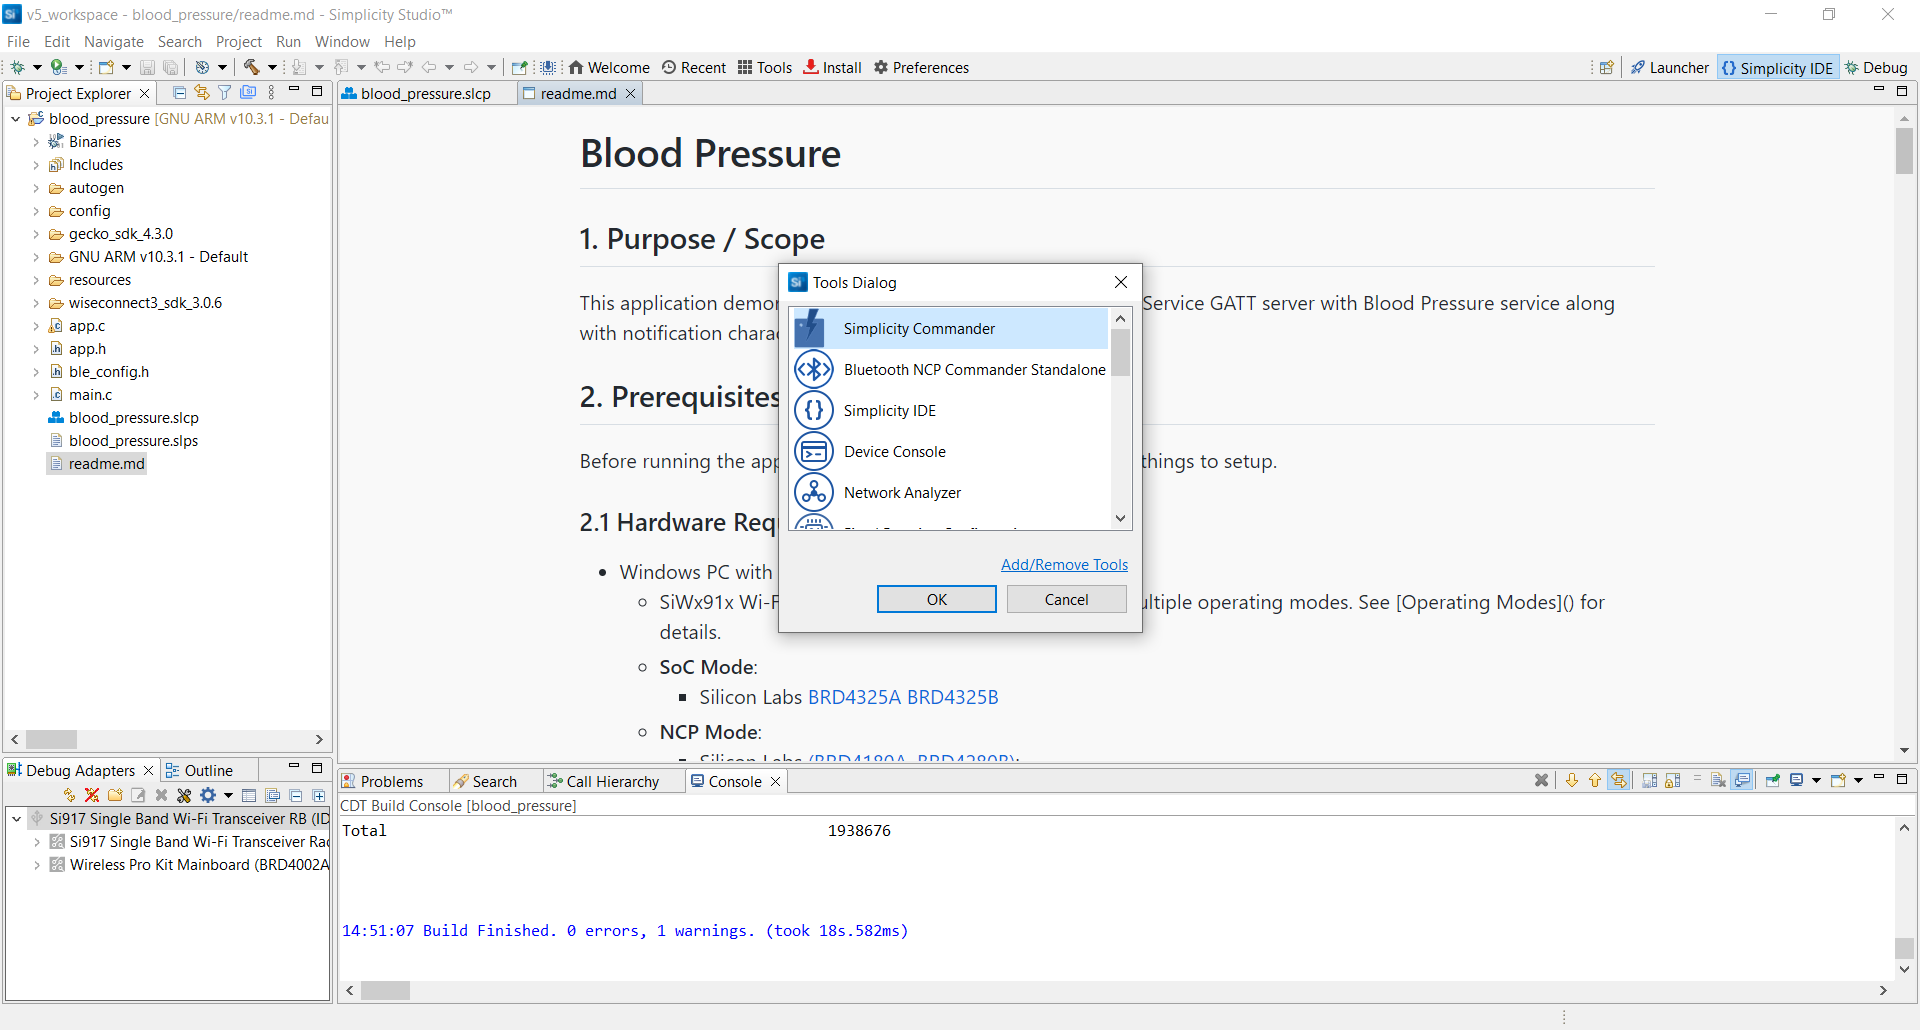 v5_workspace - blood_pressure/readme.md - Simplicity Studio™
File Edit Navigate Search Project Run Window Help
Welcome Recent Tools Install Preferences Launcher {} Simplicity IDE Debug
Project Explorer
blood_pressure [GNU ARM v10.3.1 - Defau
Binaries
Includes
autogen
config
gecko_sdk_4.3.0
GNU ARM v10.3.1 - Default
resources
wiseconnect3_sdk_3.0.6
app.c
app.h
ble_config.h
main.c
blood_pressure.slcp
blood_pressure.slps
readme.md
blood_pressure.slcp readme.md
Blood Pressure
1. Purpose / Scope
This application demon Service GATT server with Blood Pressure service along
with notification chara
2. Prerequisites
Before running the app things to setup.
2.1 Hardware Req
Windows PC with
SiWx91x Wi-F ultiple operating modes. See [Operating Modes]() for
details.
SoC Mode:
Silicon Labs BRD4325A BRD4325B
NCP Mode:
Silicon Labs (BRD4180A, BRD4280B);
Tools Dialog
Simplicity Commander
Bluetooth NCP Commander Standalone
Simplicity IDE
Device Console
Network Analyzer
Add/Remove Tools
OK Cancel
Debug Adapters Outline
Si917 Single Band Wi-Fi Transceiver RB (ID
Si917 Single Band Wi-Fi Transceiver Rac
Wireless Pro Kit Mainboard (BRD4002A
Problems Search Call Hierarchy Console
CDT Build Console [blood_pressure]
Total 1938676
14:51:07 Build Finished. 0 errors, 1 warnings. (took 18s.582ms)